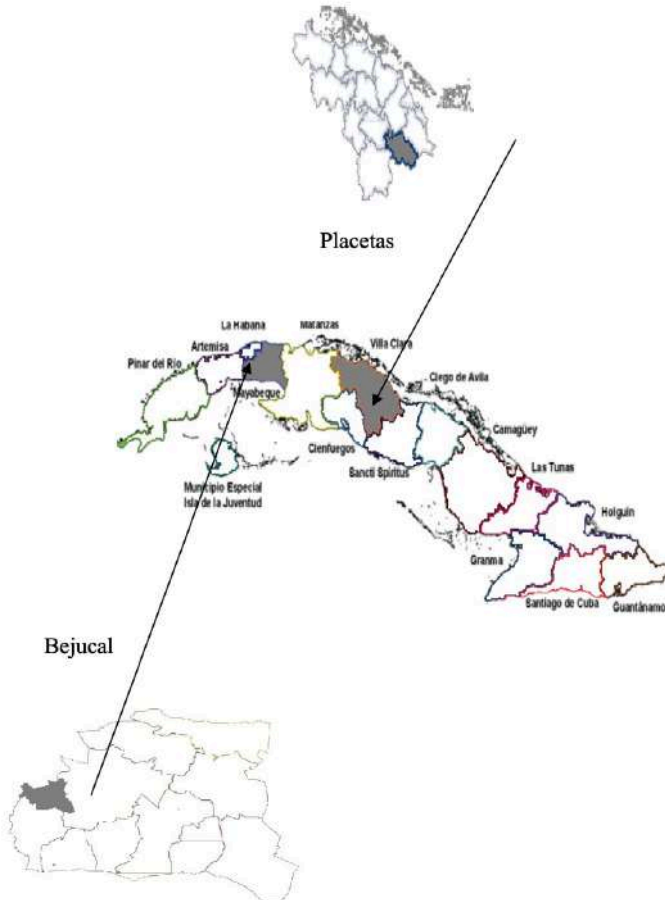 Placetas
La Habana
Matanzas
Artemisa
Villa Clara
Pinar del Río
Ciego de Avila
Mayabeque
Camagüey
Cienfuegos
Las Tunas
Sancti Spíritus
Municipio Especial
Isla de la Juventud
Holguín
Granma
Santiago de Cuba
Guantánamo
Bejucal